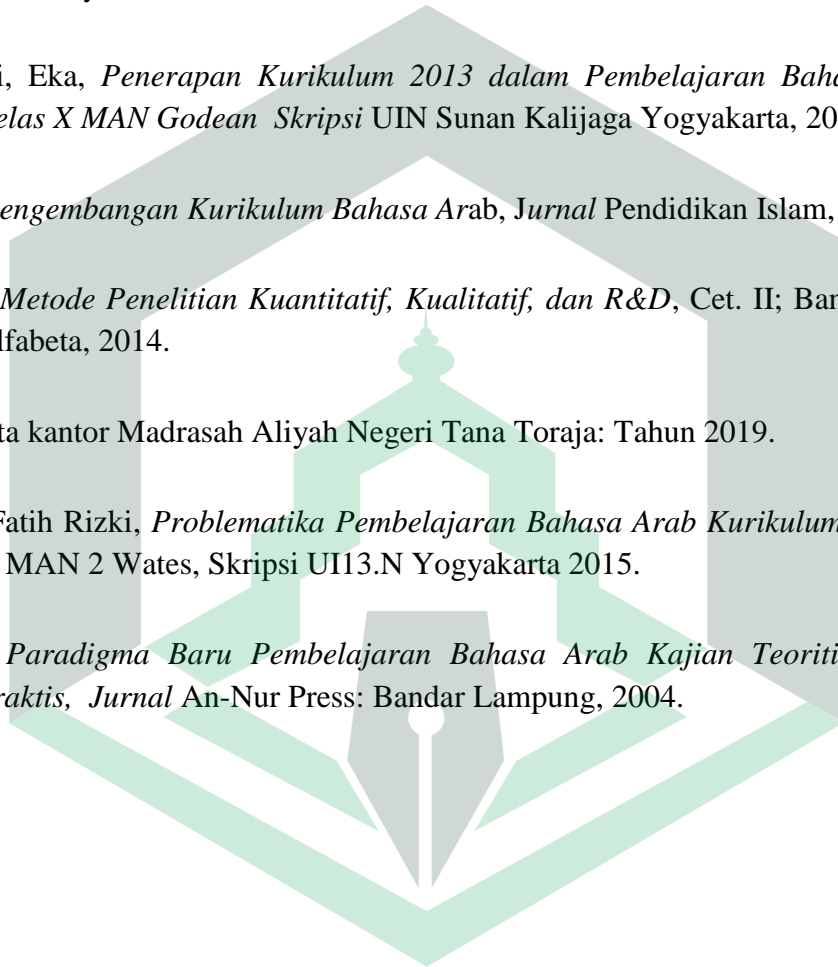 i, Eka, Penerapan Kurikulum 2013 dalam Pembelajaran Baha
elas X MAN Godean Skripsi UIN Sunan Kalijaga Yogyakarta, 20
engembangan Kurikulum Bahasa Arab, Jurnal Pendidikan Islam,
Metode Penelitian Kuantitatif, Kualitatif, dan R&D, Cet. II; Ban
lfabeta, 2014.
ta kantor Madrasah Aliyah Negeri Tana Toraja: Tahun 2019.
Fatih Rizki, Problematika Pembelajaran Bahasa Arab Kurikulum
MAN 2 Wates, Skripsi UI13.N Yogyakarta 2015.
Paradigma Baru Pembelajaran Bahasa Arab Kajian Teoriti
raktis, Jurnal An-Nur Press: Bandar Lampung, 2004.